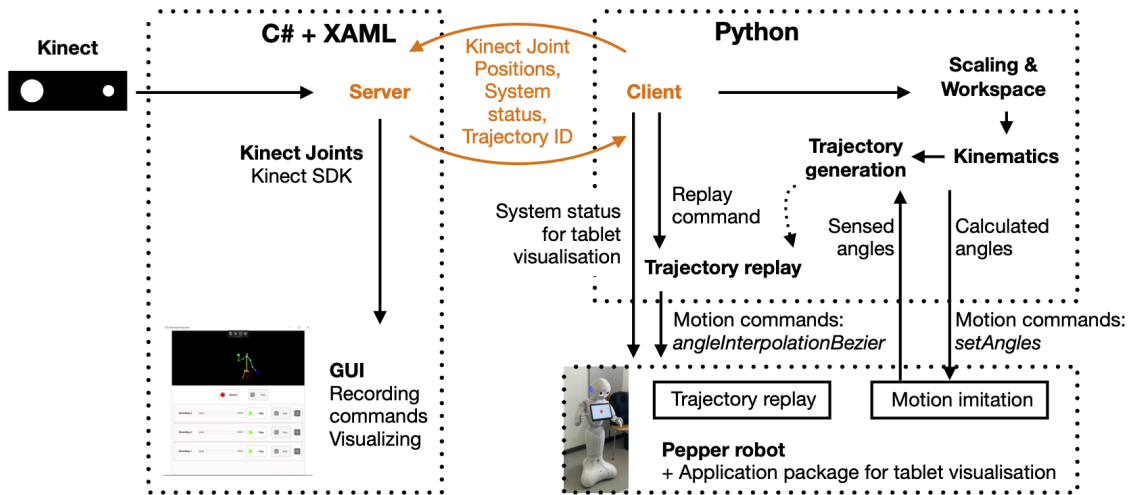 Kinect
C# + XAML
Server
Kinect Joints
Kinect SDK
GUI
Recording
commands
Visualizing
Kinect Joint
Positions,
System
status,
Trajectory ID
Python
Client
Scaling &
Workspace
Kinematics
Trajectory
generation
System status
for tablet
visualisation
Replay
command
Sensed
angles
Calculated
angles
Trajectory replay
Motion commands:
angleInterpolationBezier
Motion commands:
setAngles
Trajectory replay
Motion imitation
Pepper robot
+ Application package for tablet visualisation